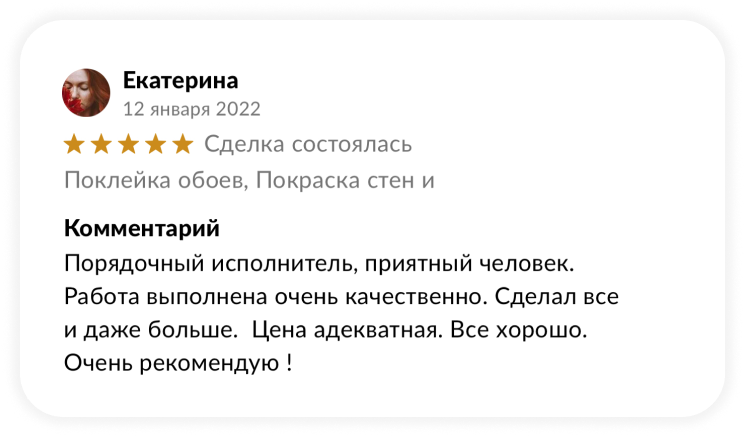 Екатерина
12 января 2022
Сделка состоялась
Поклейка обоев, Покраска стен и
Комментарий
Порядочный исполнитель, приятный человек.
Работа выполнена очень качественно. Сделал все
и даже больше.  Цена адекватная. Все хорошо.
Очень рекомендую !